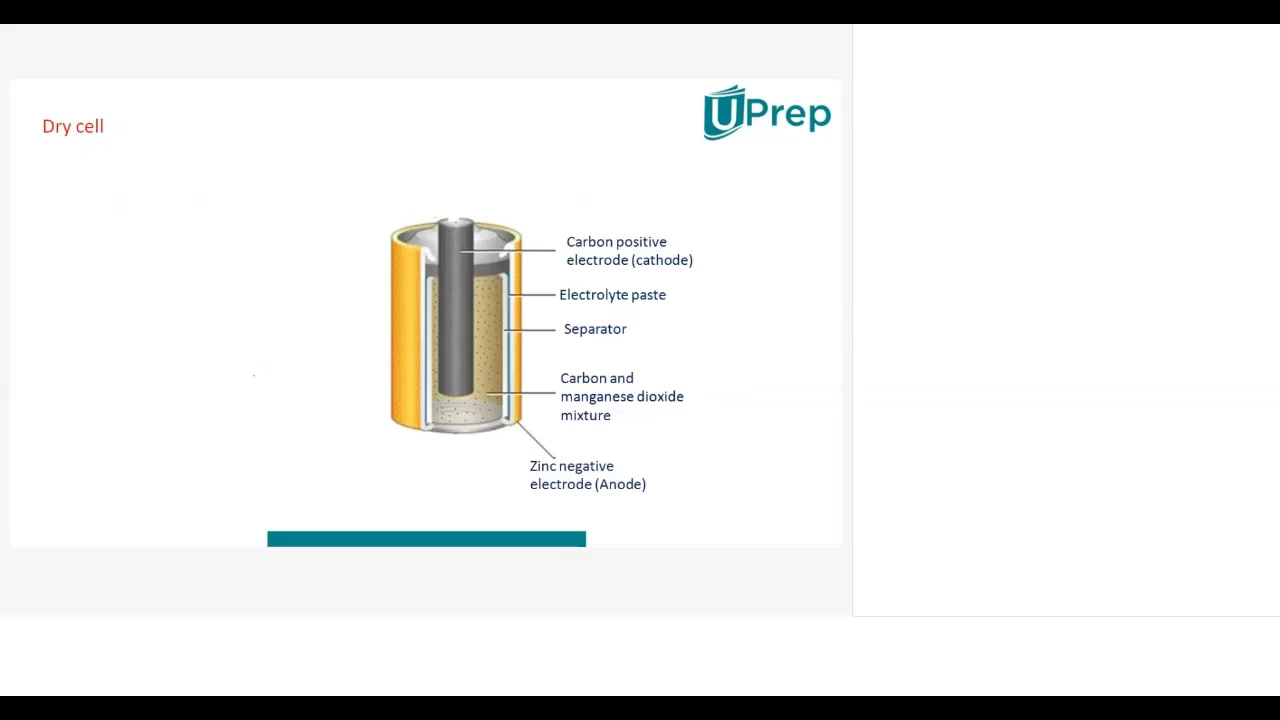 UPrep
Dry cell
Carbon positive
electrode (cathode)
Electrolyte paste
Separator
Carbon and
manganese dioxide
mixture
Zinc negative
electrode (Anode)